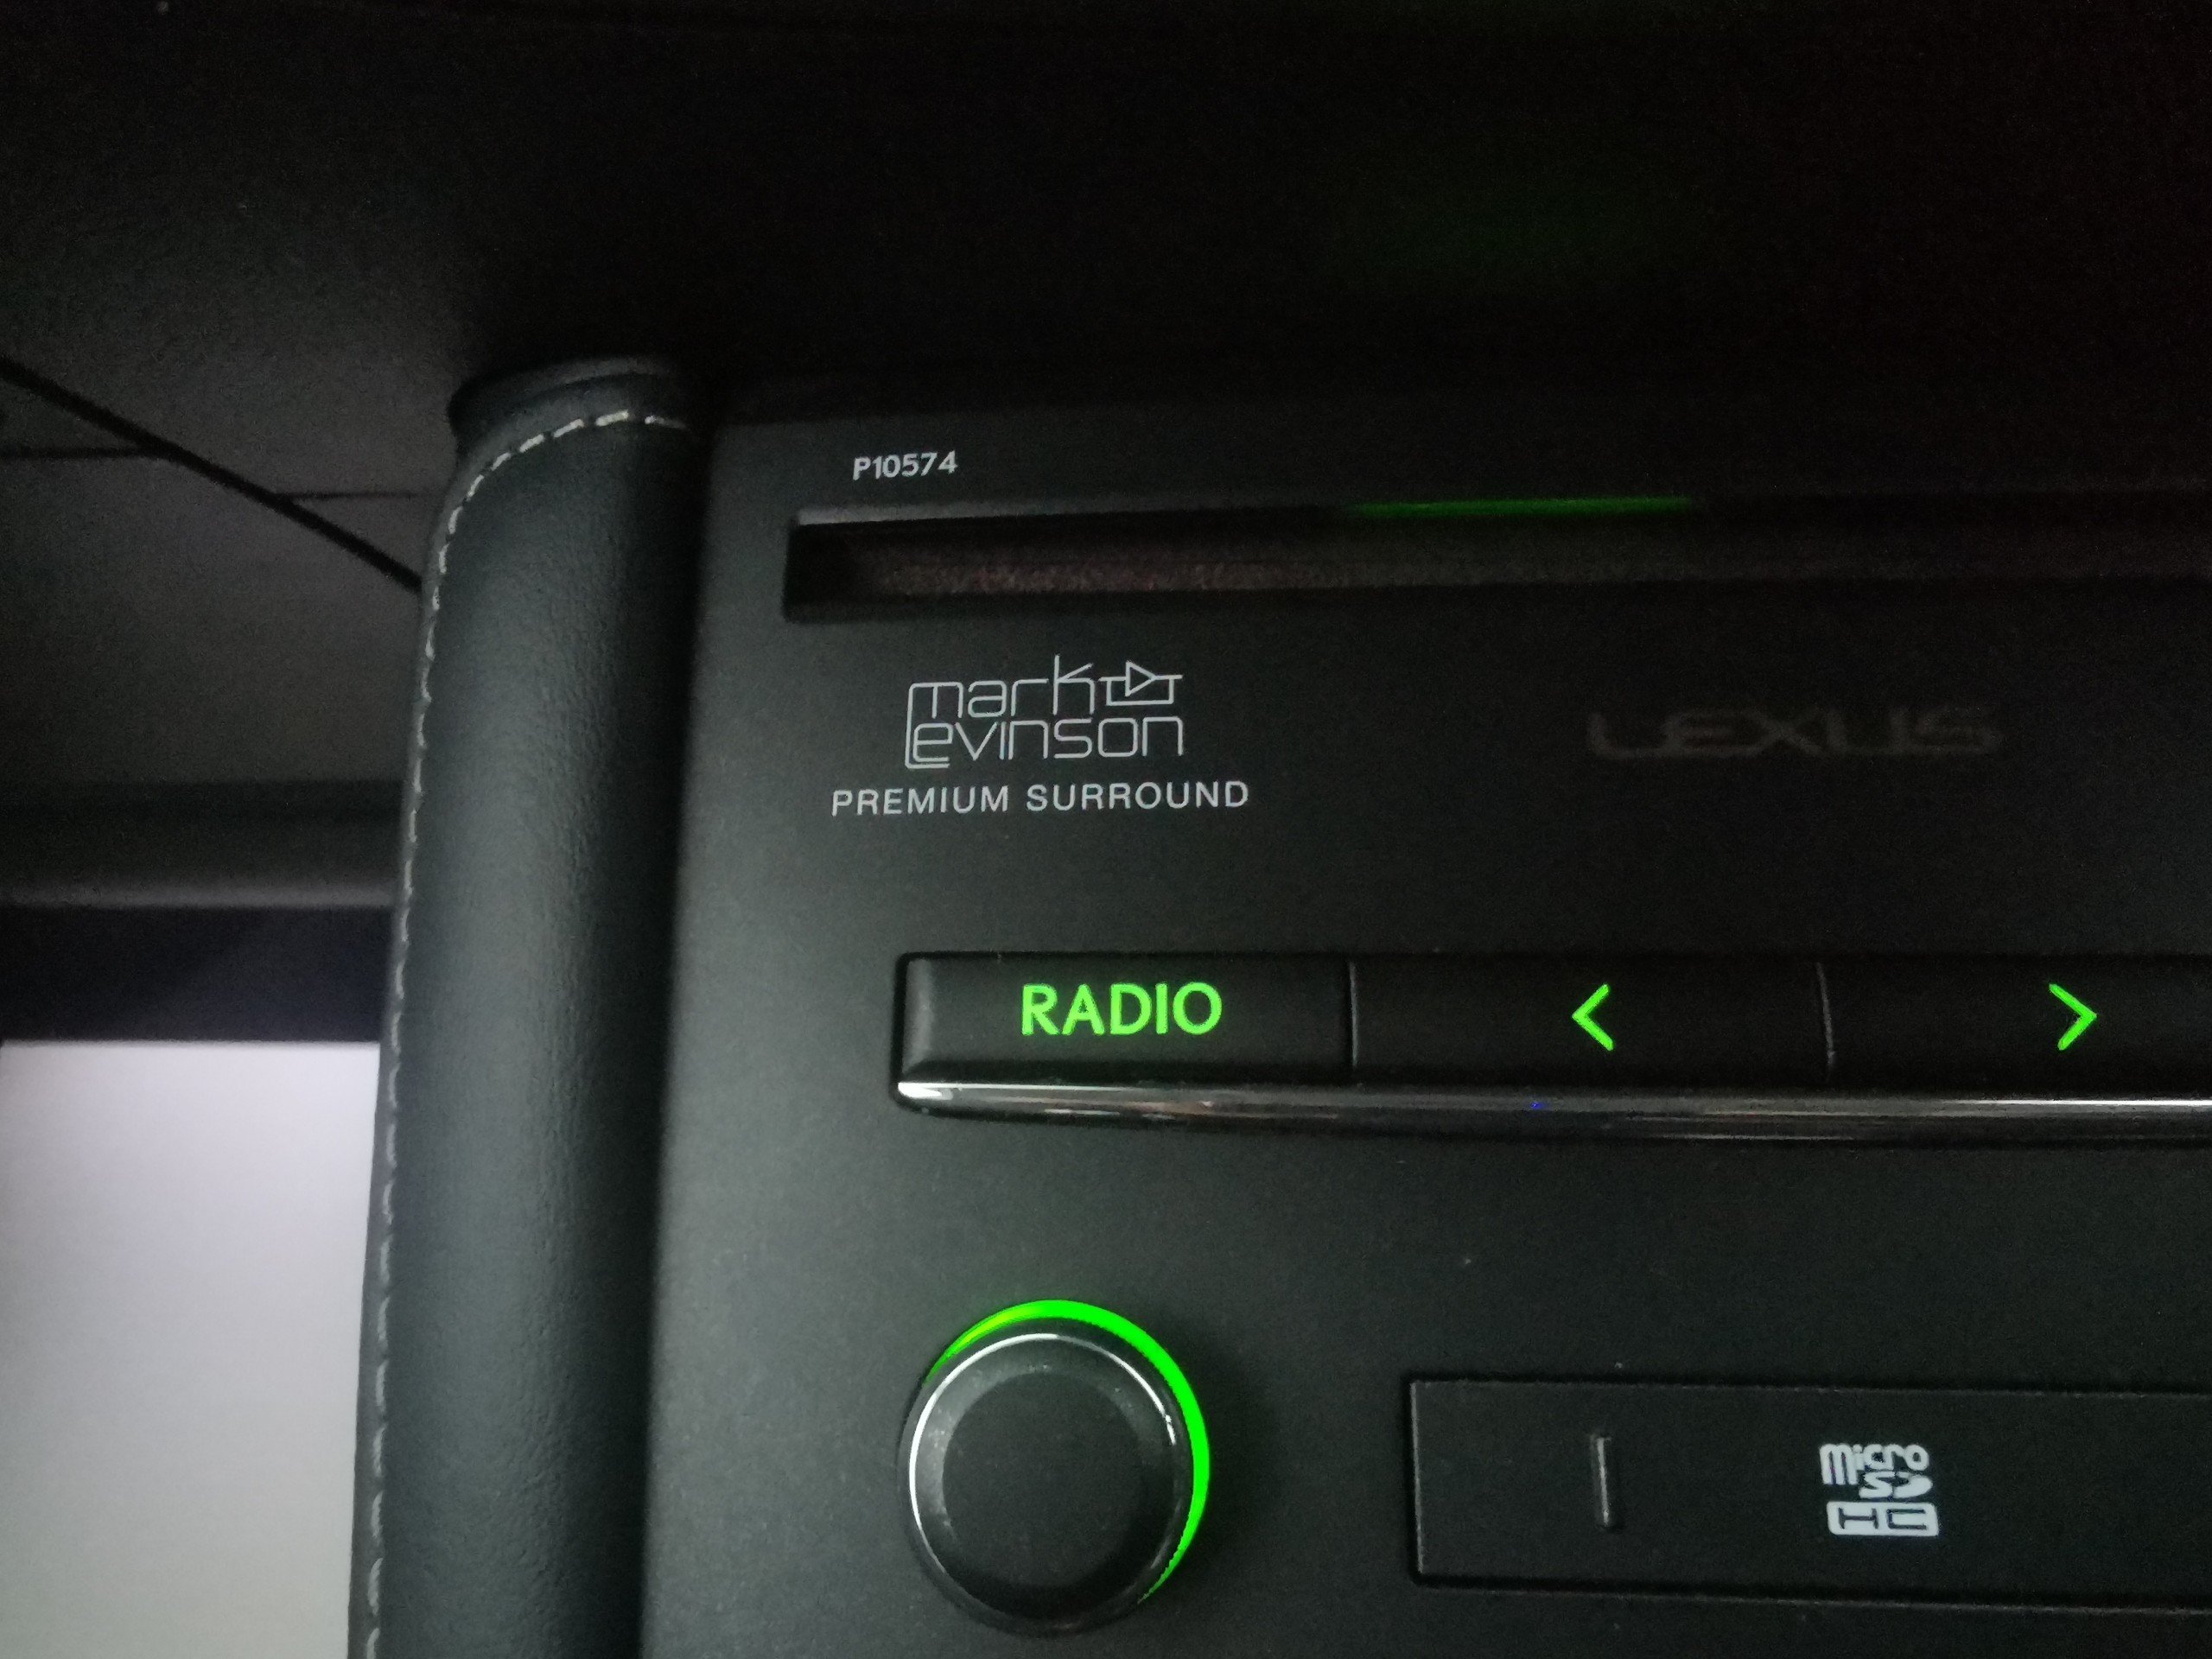 P10574
mark
levinson
LEXUS
PREMIUM SURROUND
RADIO < >
micro
SD
HC